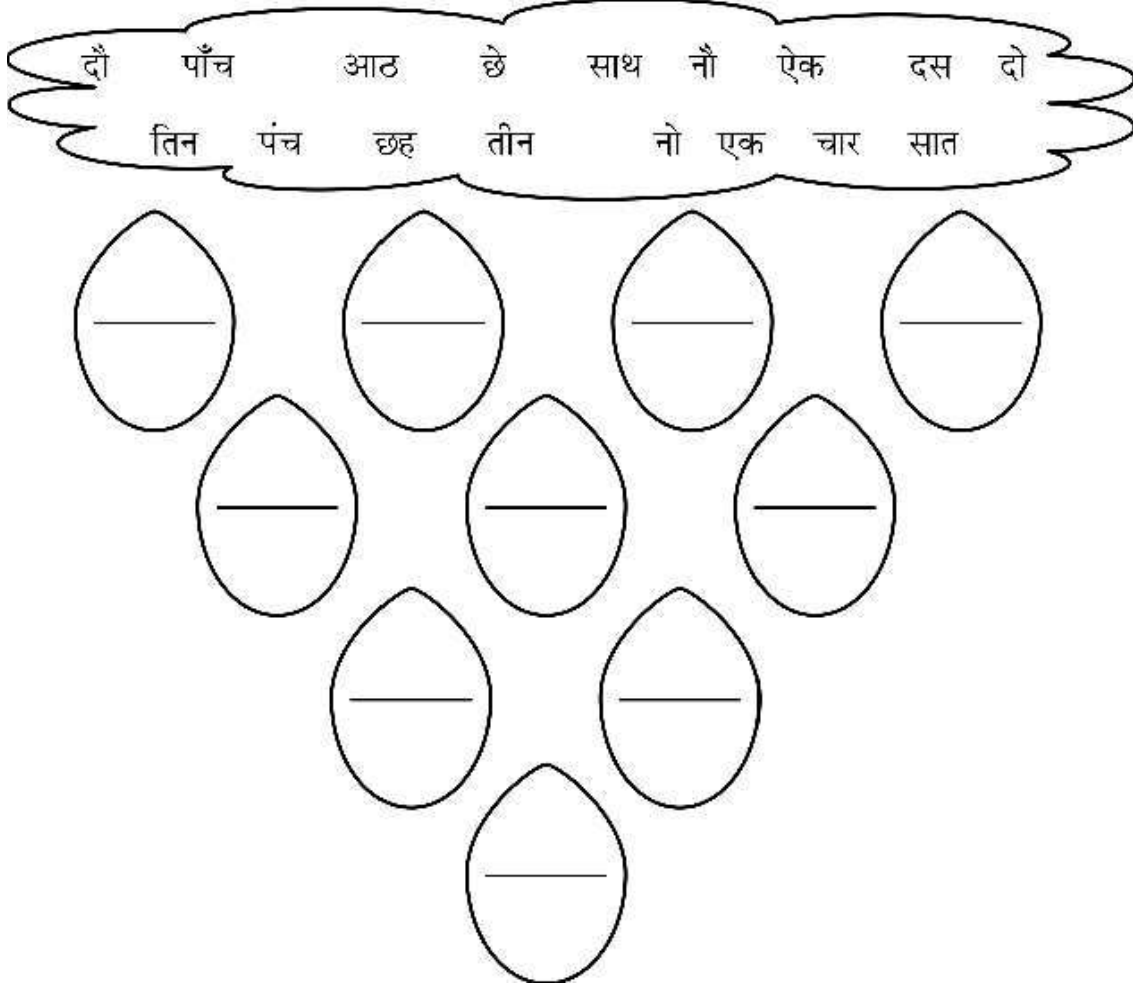 दौ पाँच आठ छे साथ नौ ऐक दस दो
तिन पंच छह तीन नो एक चार सात